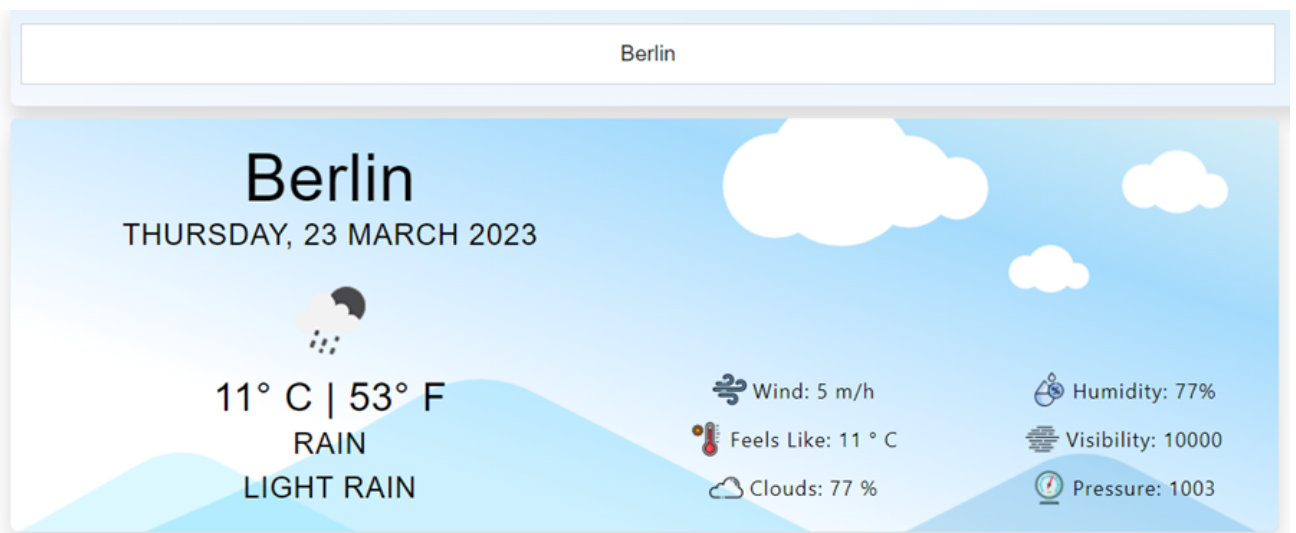 Berlin
Berlin
THURSDAY, 23 MARCH 2023
11° C | 53° F
RAIN
LIGHT RAIN
Wind: 5 m/h
Humidity: 77%
Feels Like: 11 ° C
Visibility: 10000
Clouds: 77 %
Pressure: 1003